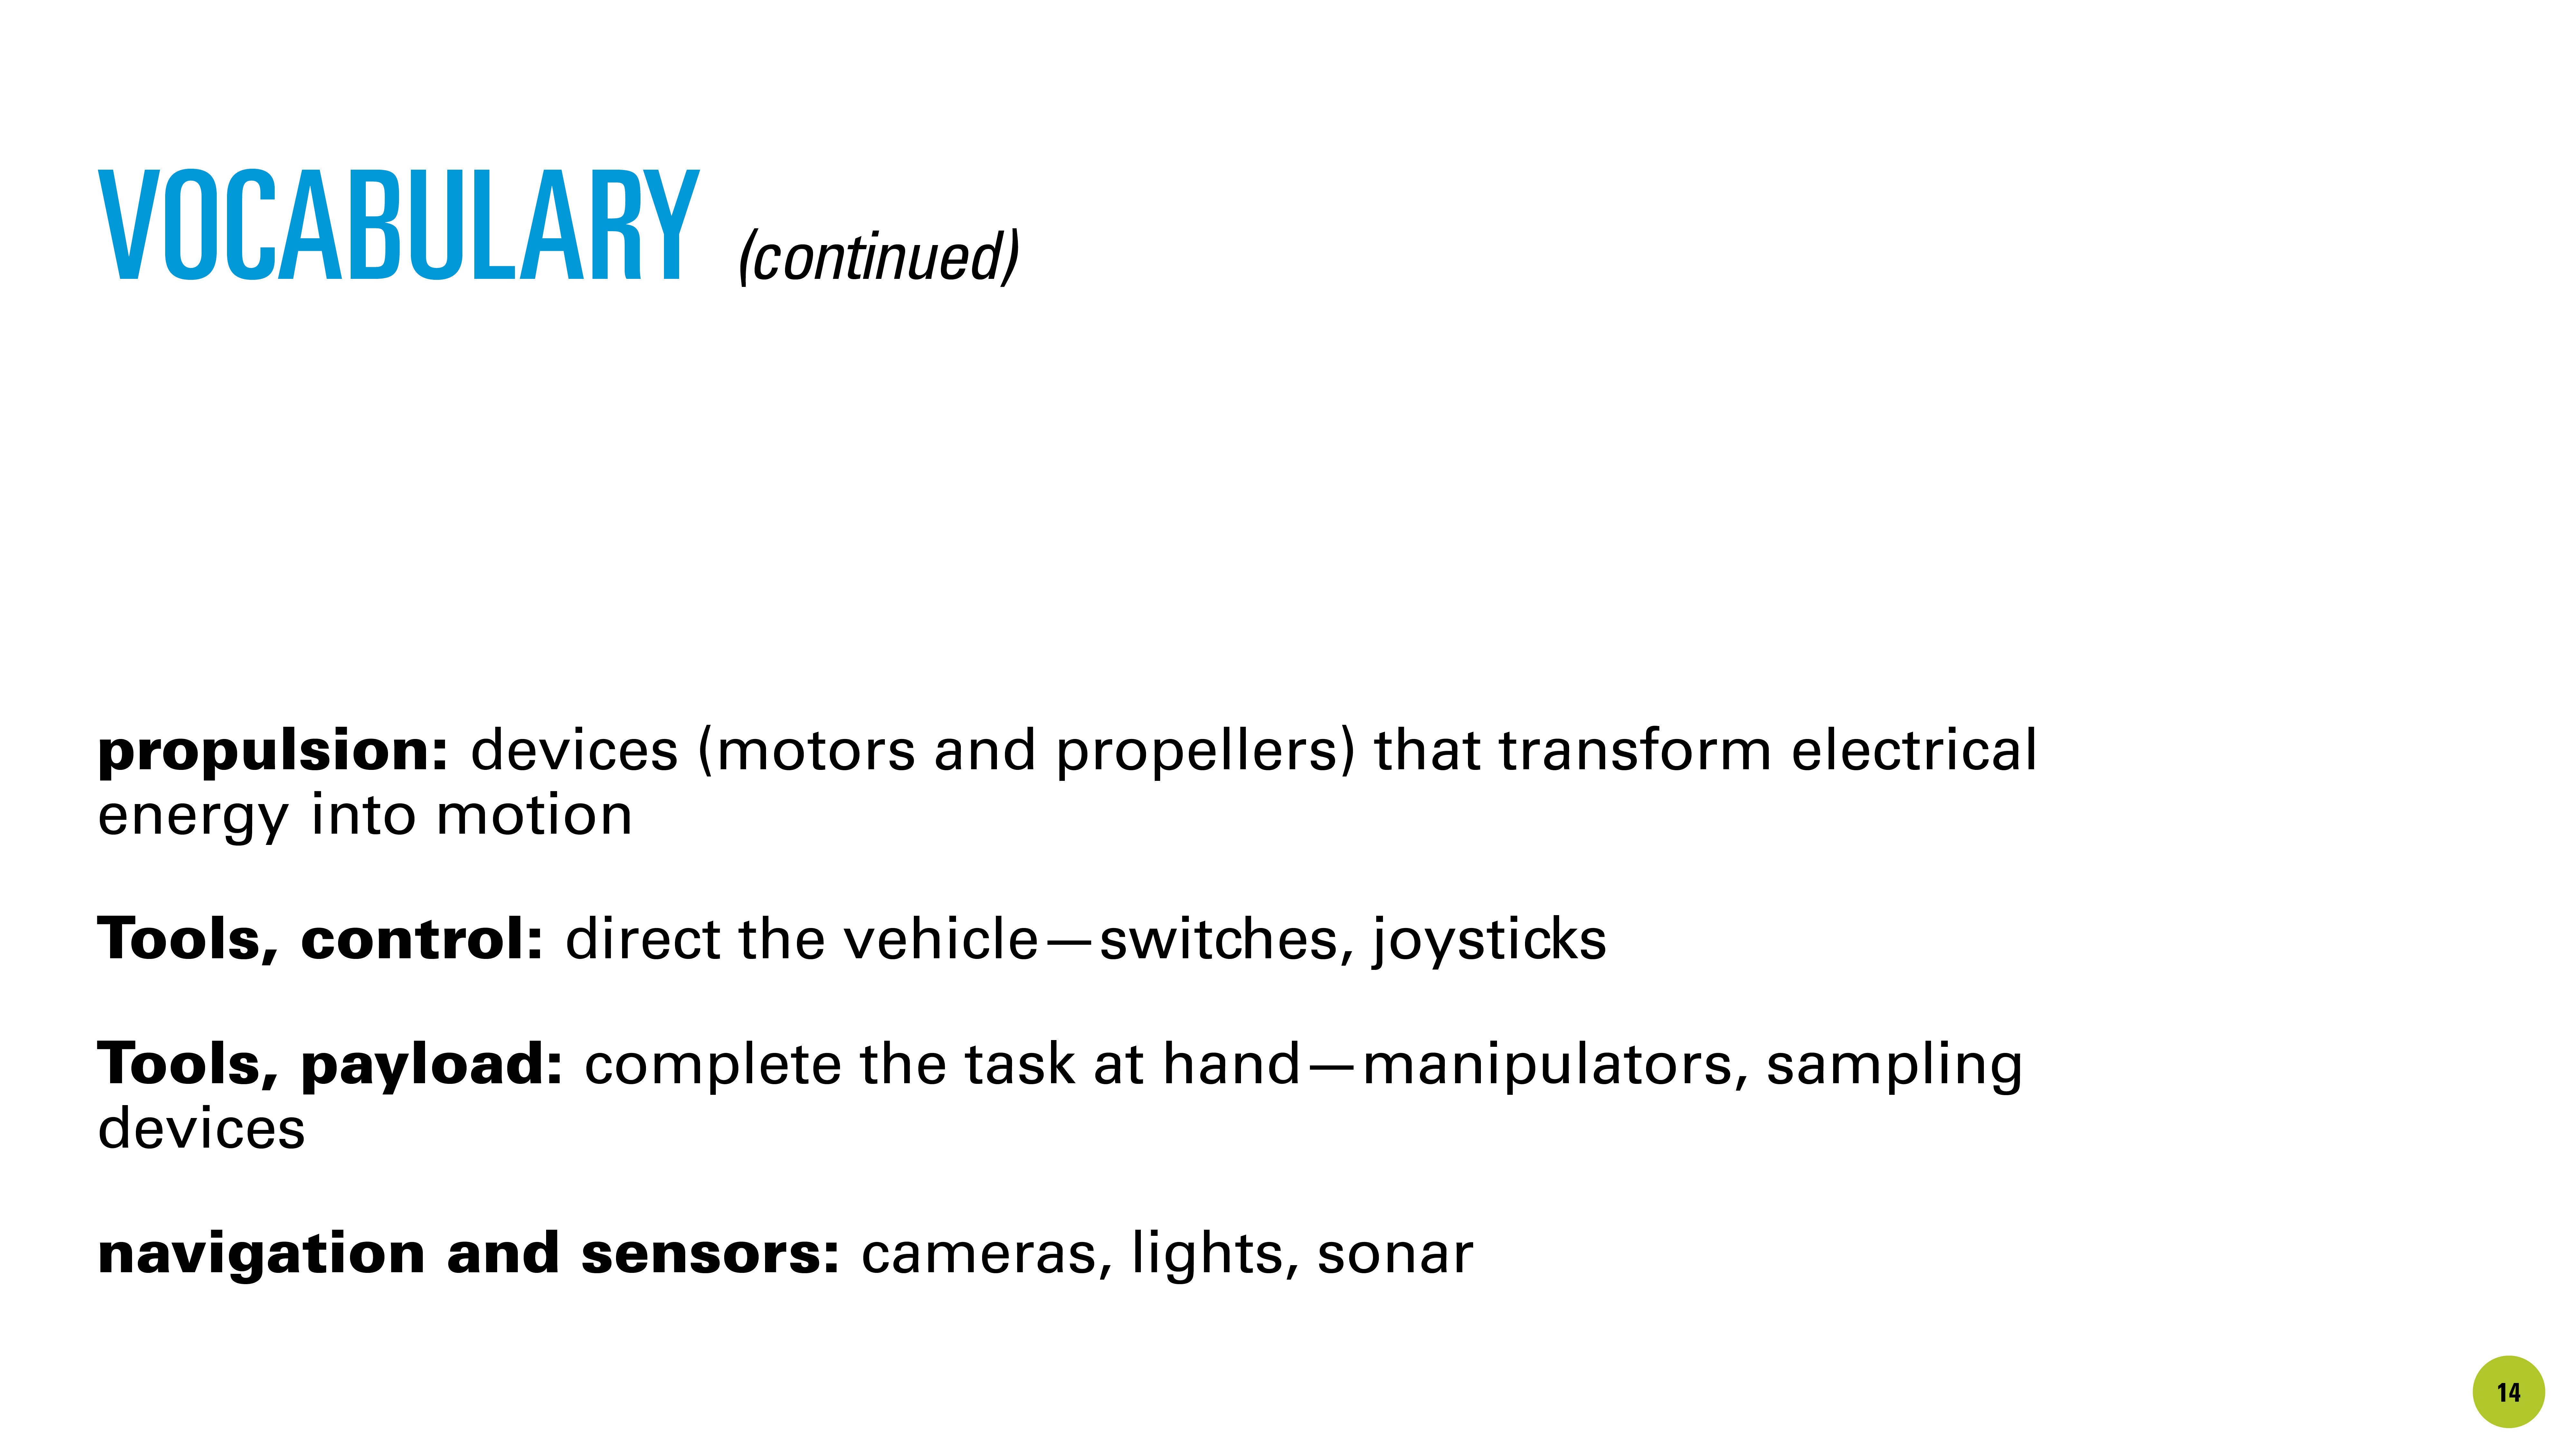 VOCABULARY (continued)
propulsion: devices (motors and propellers) that transform electrical
energy into motion
Tools, control: direct the vehicle—switches, joysticks
Tools, payload: complete the task at hand—manipulators, sampling
devices
navigation and sensors: cameras, lights, sonar
14